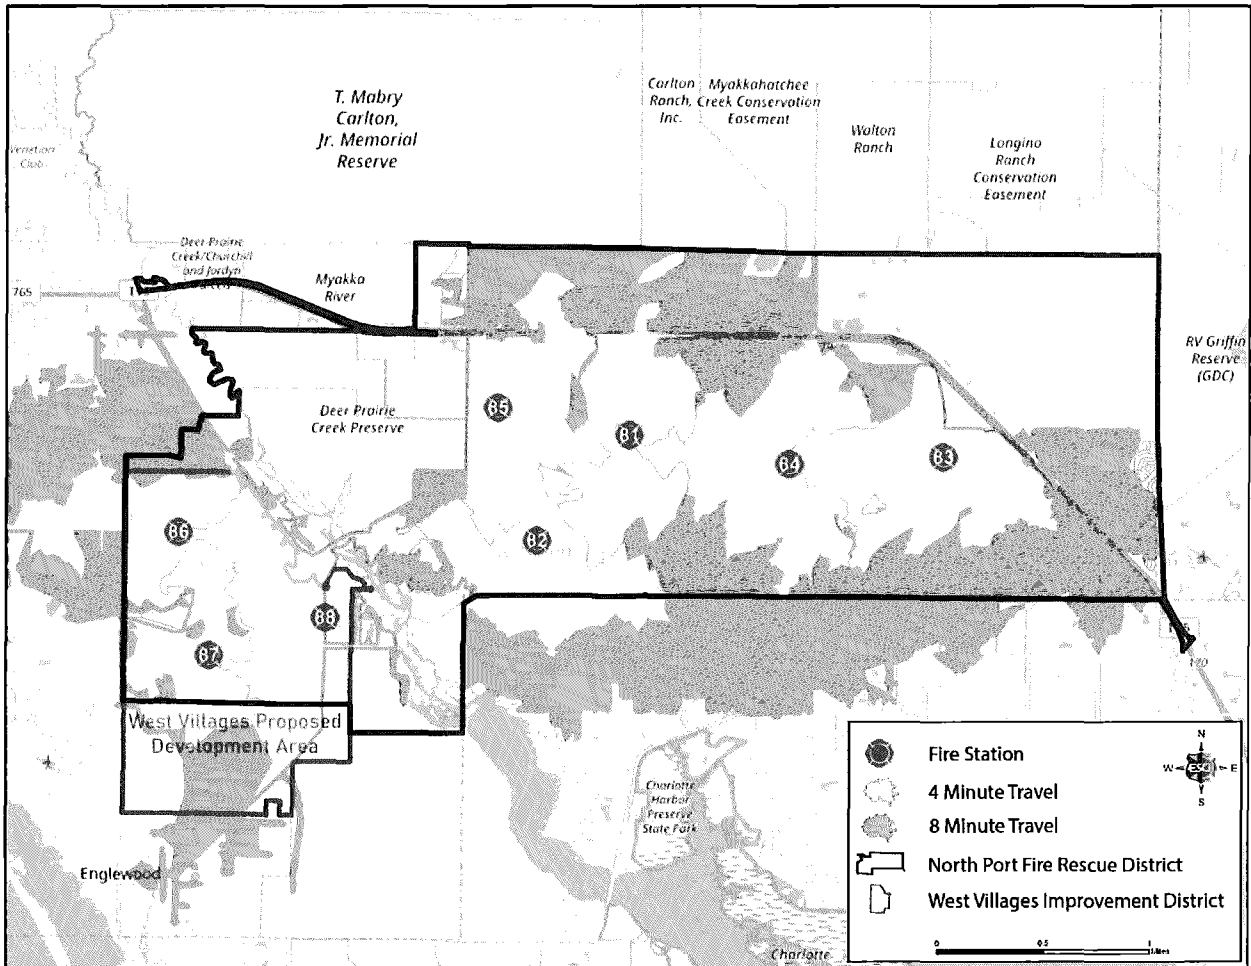 T. Mabry
Carlton,
Jr. Memorial
Reserve
Carlton
Ranch,
Inc.
Myakkahatchee
Creek Conservation
Easement
Walton
Ranch
Longino
Ranch
Conservation
Easement
Venetian
Club
Deer Prairie
Creek/Churchill
and Jordyn
765
Myakka
River
RV Griffin
Reserve
(GDC)
Deer Prairie
Creek Preserve
85
81
84
83
86
82
88
87
170
West Villages Proposed
Development Area
Englewood
Charlotte
Harbor
Preserve
State Park
Charlotte
Fire Station
4 Minute Travel
8 Minute Travel
North Port Fire Rescue District
West Villages Improvement District
N
W
ESCI
E
S
0
0.5
1
Miles